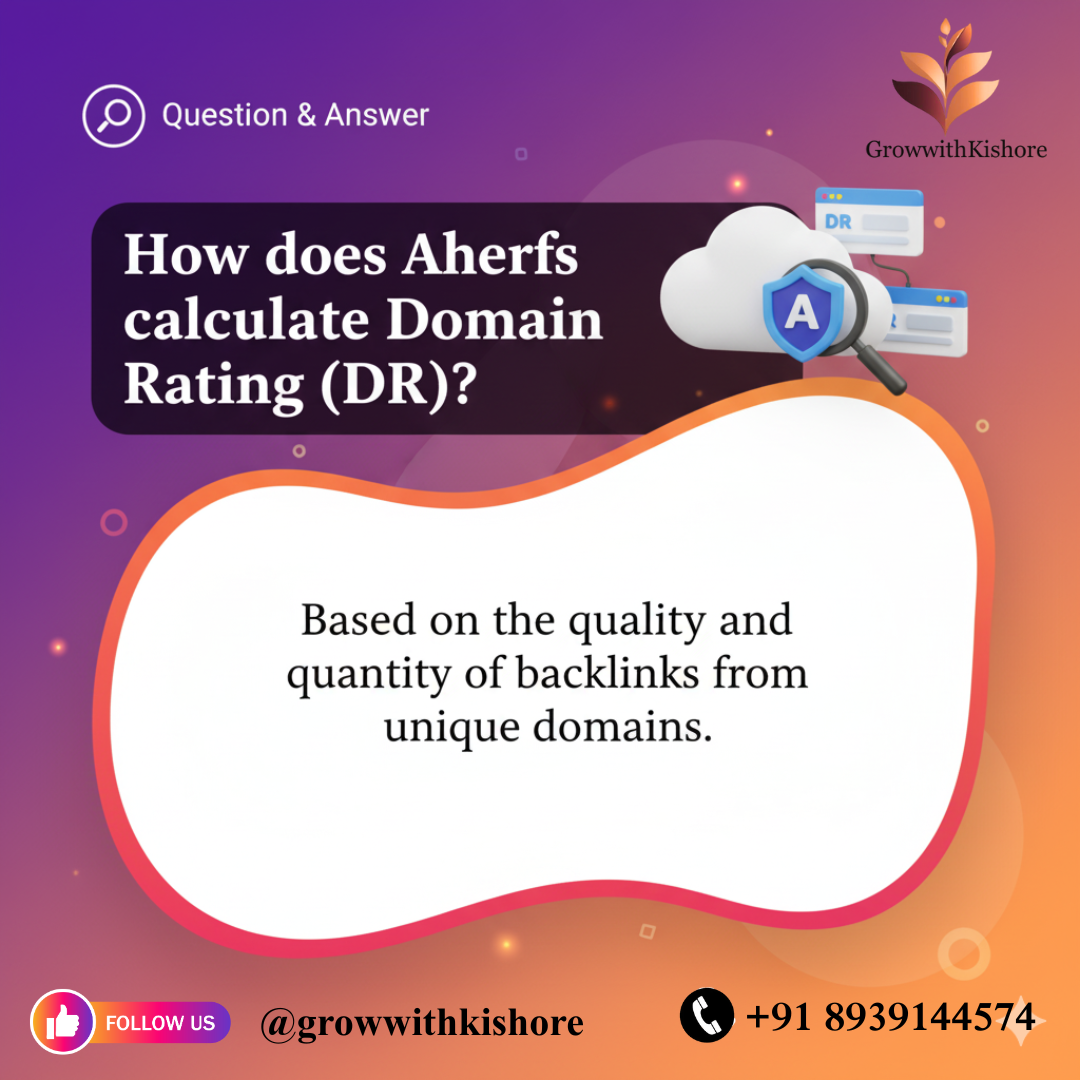 Question & Answer
GrowwithKishore
How does Aherfs
calculate Domain
Rating (DR)?
DR
A
Based on the quality and
quantity of backlinks from
unique domains.
FOLLOW US
@growwithkishore
+91 8939144574